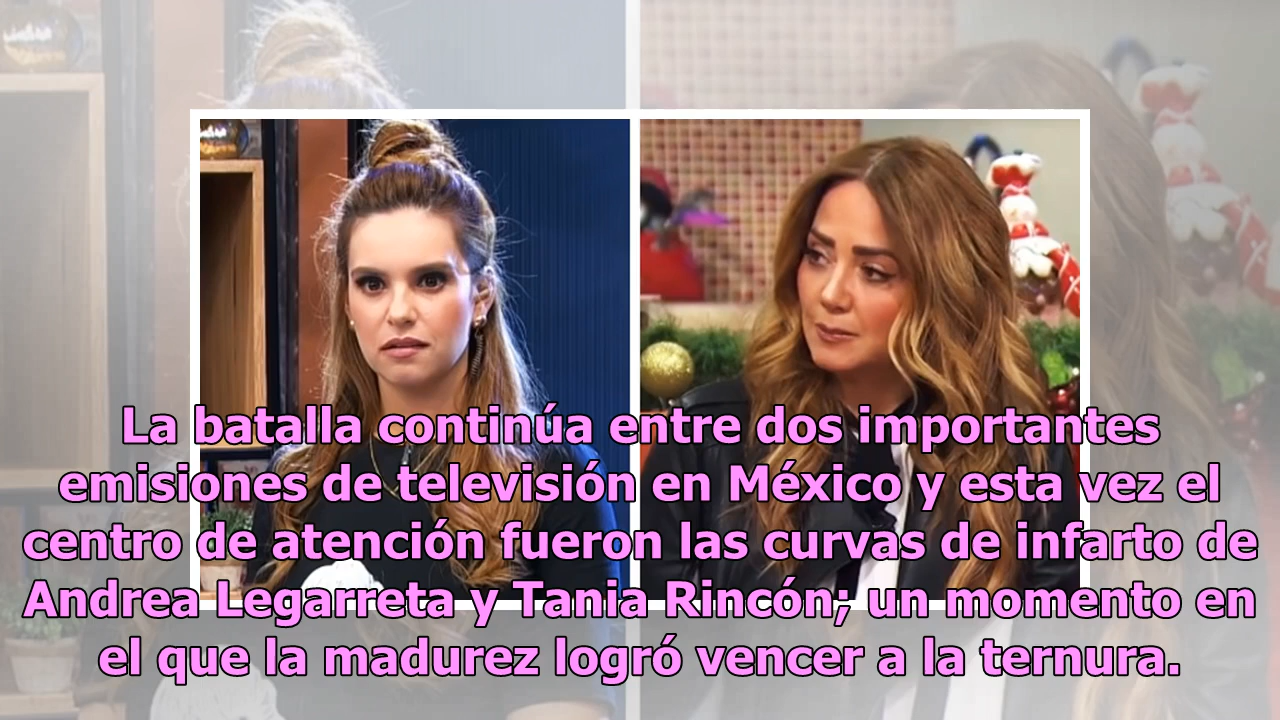 La batalla continúa entre dos importantes
emisiones de televisión en México y esta vez el
centro de atención fueron las curvas de infarto de
Andrea Legarreta y Tania Rincón; un momento en
el que la madurez logró vencer a la ternura.